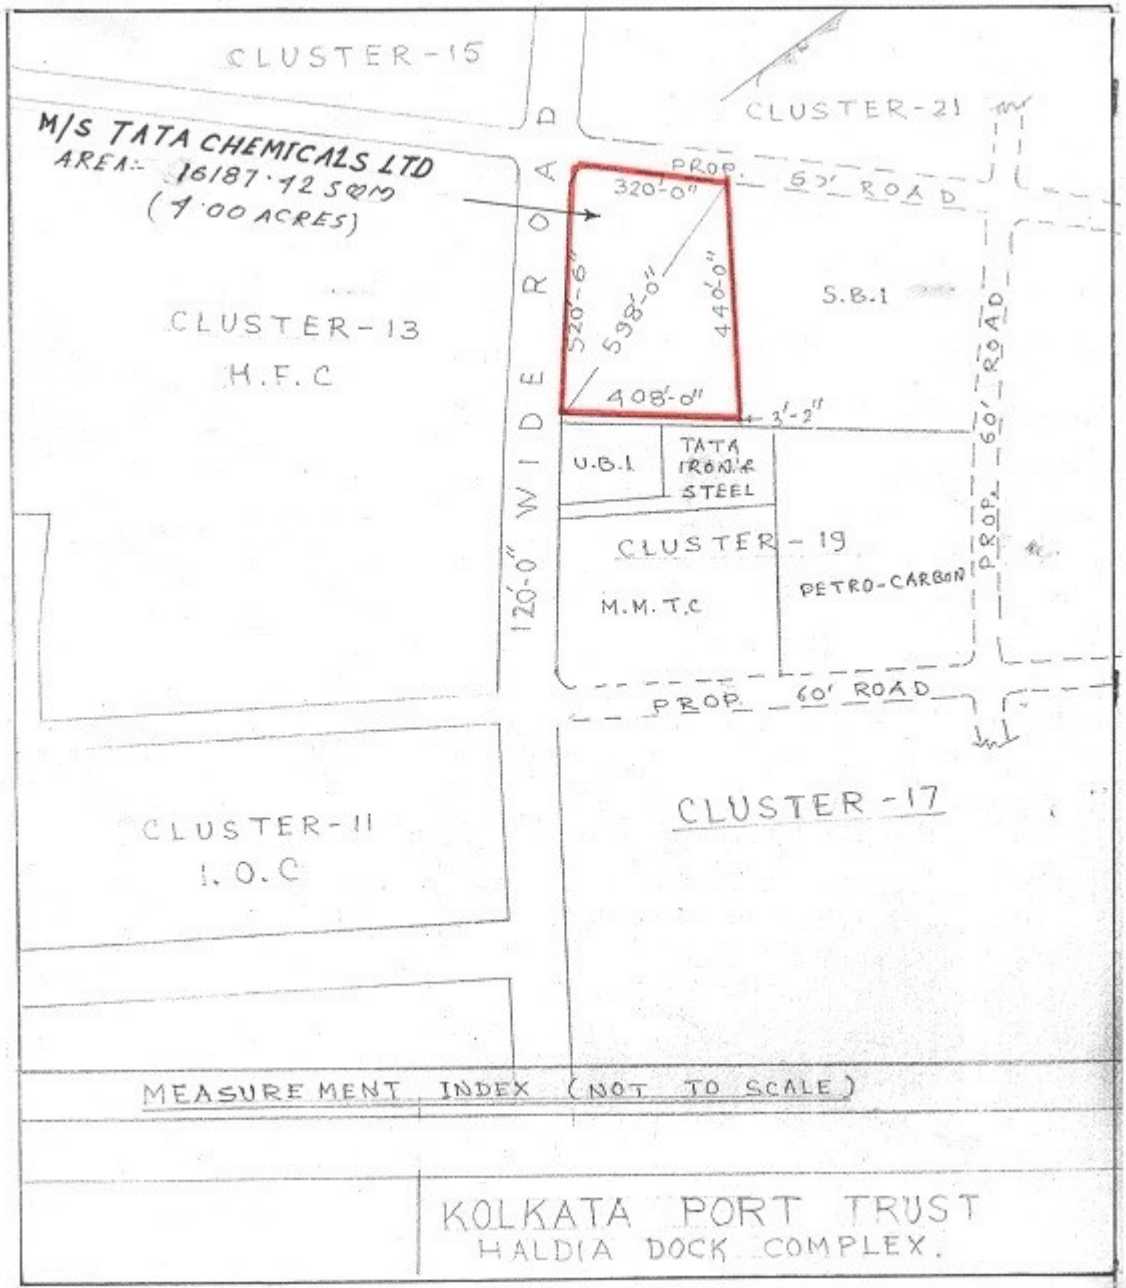 CLUSTER-15
CLUSTER-21
M/S TATA CHEMICALS LTD
AREA:- 16187.42 SQM
(4.00 ACRES)
PROP. 60' ROAD
320'-0"
520'-6"
598'-0"
440'-0"
408'-0"
3'-2"
S.B.I
CLUSTER-13
H.F.C
120'-0" WIDE ROAD
PROP. 60' ROAD
U.B.I
TATA
IRON &
STEEL
CLUSTER-19
M.M.T.C
PETRO-CARBON
PROP. 60' ROAD
CLUSTER-11
I.O.C
CLUSTER-17
MEASUREMENT INDEX (NOT TO SCALE)
KOLKATA PORT TRUST
HALDIA DOCK COMPLEX.